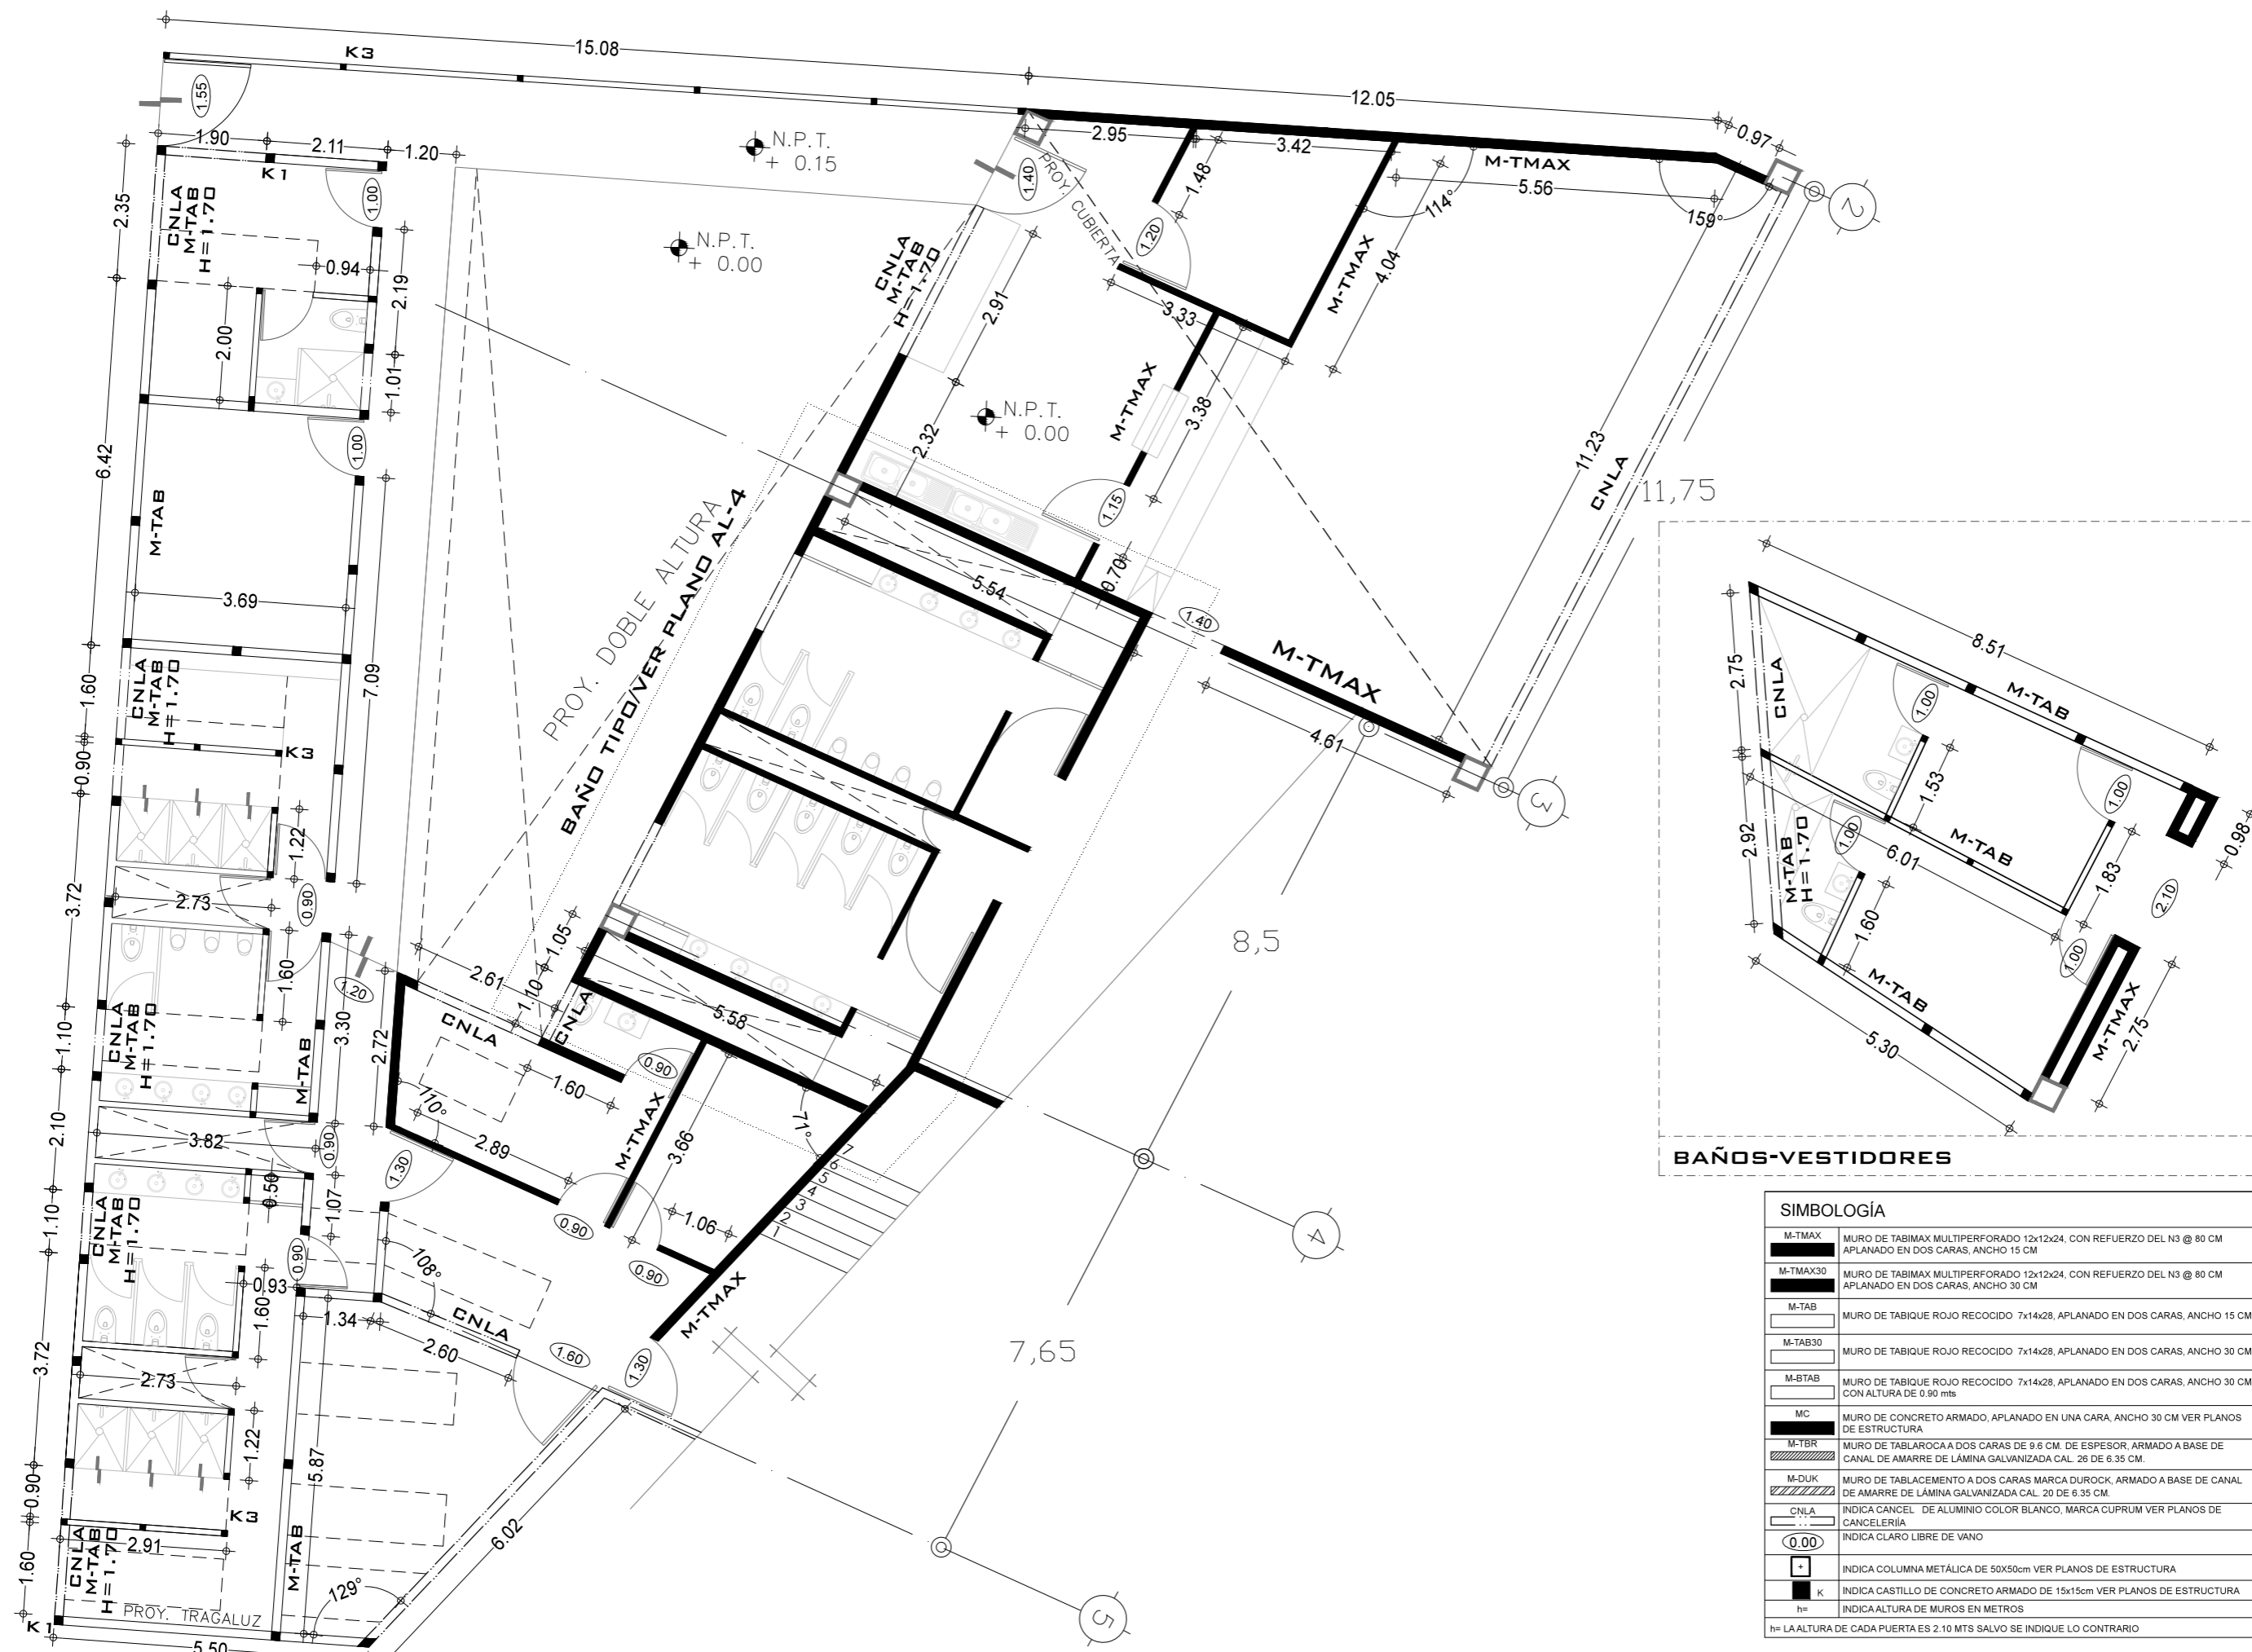 15.08
K3
12.05
0.97
1.55
1.90
2.11
1.20
K1
N.P.T.
+ 0.15
2.95
3.42
M-TMAX
5.56
1.40
PROY. CUBIERTA
1.48
114°
159°
2
2.35
CNLA
M-TAB
H=1.70
1.00
1.20
N.P.T.
+ 0.00
CNLA
M-TAB
H=1.70
0.94
2.19
2.91
3.33
M-TMAX
4.04
2.00
1.01
M-TMAX
3.38
N.P.T.
+ 0.00
2.32
6.42
1.00
11.23
CNLA
11,75
M-TAB
1.15
PROY. DOBLE ALTURA
BAÑO TIPO/VER PLANO AL-4
5.54
0.70
3.69
1.40
M-TMAX
4.61
3
1.60
CNLA
M-TAB
H=1.70
7.09
K3
0.90
1.22
3.72
2.73
0.90
1.60
1.20
2.61
1.05
1.10
CNLA
CNLA
5.58
8,5
1.10
CNLA
M-TAB
H=1.70
M-TAB
3.30
2.72
0.90
1.60
110°
M-TMAX
3.66
71°
2.10
3.82
0.90
2.89
1.30
0.50
1.07
7
6
5
4
3
2
1
4
1.10
CNLA
M-TAB
H=1.70
0.90
1.06
0.90
0.90
108°
0.93
1.34
1.60
CNLA
2.60
M-TMAX
1.60
1.30
7,65
3.72
2.73
1.22
5.87
0.90
K3
6.02
1.60
CNLA
M-TAB
H=1.70
2.91
M-TAB
129°
PROY. TRAGALUZ
K1
5.50
5
8.51
2.75
CNLA
M-TAB
1.00
1.53
1.00
0.98
2.92
M-TAB
H=1.70
1.00
6.01
M-TAB
1.83
2.10
1.60
1.00
M-TAB
M-TMAX
2.75
5.30
BAÑOS-VESTIDORES
SIMBOLOGÍA
M-TMAX
MURO DE TABIMAX MULTIPERFORADO 12x12x24, CON REFUERZO DEL N3 @ 80 CM
APLANADO EN DOS CARAS, ANCHO 15 CM
M-TMAX30
MURO DE TABIMAX MULTIPERFORADO 12x12x24, CON REFUERZO DEL N3 @ 80 CM
APLANADO EN DOS CARAS, ANCHO 30 CM
M-TAB
MURO DE TABIQUE ROJO RECOCIDO 7x14x28, APLANADO EN DOS CARAS, ANCHO 15 CM
M-TAB30
MURO DE TABIQUE ROJO RECOCIDO 7x14x28, APLANADO EN DOS CARAS, ANCHO 30 CM
M-BTAB
MURO DE TABIQUE ROJO RECOCIDO 7x14x28, APLANADO EN DOS CARAS, ANCHO 30 CM
CON ALTURA DE 0.90 mts
MC
MURO DE CONCRETO ARMADO, APLANADO EN UNA CARA, ANCHO 30 CM VER PLANOS
DE ESTRUCTURA
M-TBR
MURO DE TABLAROCA A DOS CARAS DE 9.6 CM. DE ESPESOR, ARMADO A BASE DE
CANAL DE AMARRE DE LÁMINA GALVANIZADA CAL. 26 DE 6.35 CM.
M-DUK
MURO DE TABLACEMENTO A DOS CARAS MARCA DUROCK, ARMADO A BASE DE CANAL
DE AMARRE DE LÁMINA GALVANIZADA CAL. 20 DE 6.35 CM.
CNLA
INDICA CANCEL DE ALUMINIO COLOR BLANCO, MARCA CUPRUM VER PLANOS DE
CANCELERIÍA
0.00
INDICA CLARO LIBRE DE VANO
+
INDICA COLUMNA METÁLICA DE 50X50cm VER PLANOS DE ESTRUCTURA
K
INDICA CASTILLO DE CONCRETO ARMADO DE 15x15cm VER PLANOS DE ESTRUCTURA
h=
INDICA ALTURA DE MUROS EN METROS
h= LA ALTURA DE CADA PUERTA ES 2.10 MTS SALVO SE INDIQUE LO CONTRARIO